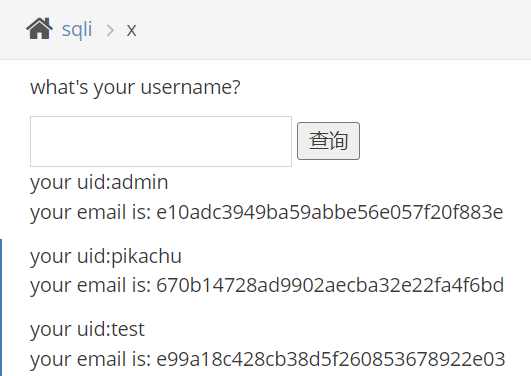 sqli > x
what's your username?
查询
your uid:admin
your email is: e10adc3949ba59abbe56e057f20f883e
your uid:pikachu
your email is: 670b14728ad9902aecba32e22fa4f6bd
your uid:test
your email is: e99a18c428cb38d5f260853678922e03